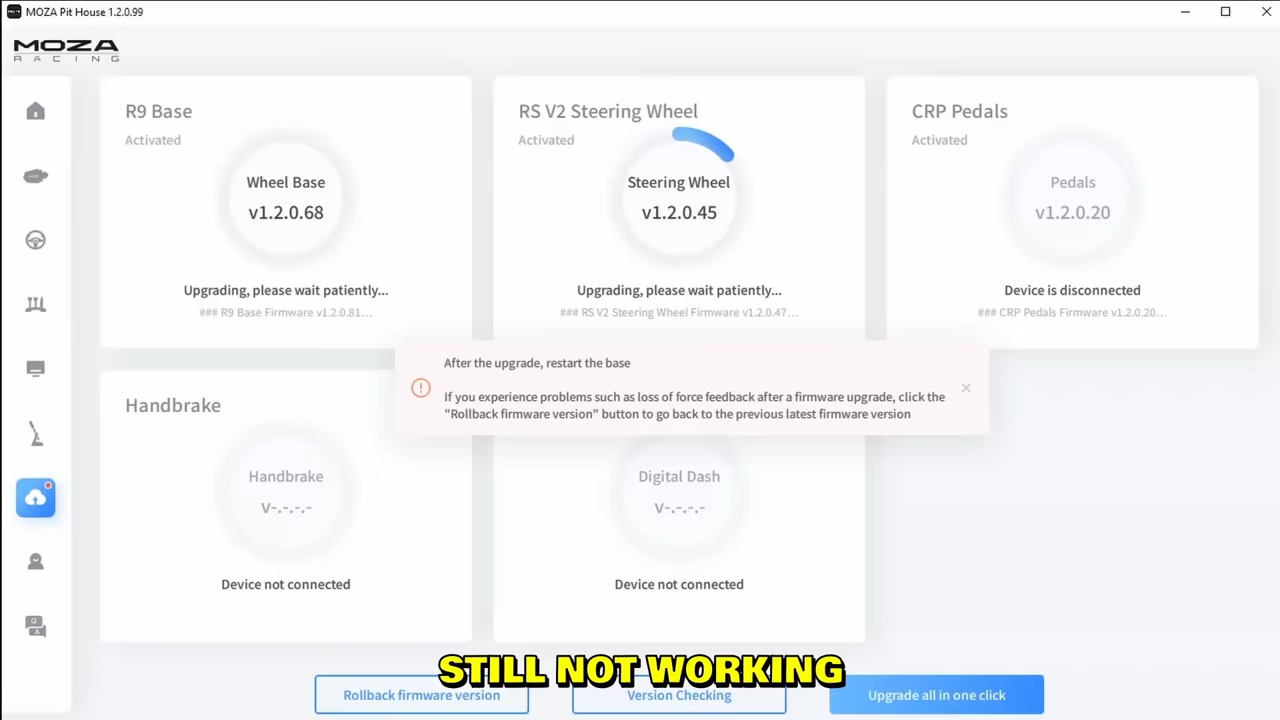 MOZA Pit House 1.2.0.99
MOZA
RACING
R9 Base
Activated
Wheel Base
v1.2.0.68
Upgrading, please wait patiently...
### R9 Base Firmware v1.2.0.81...
RS V2 Steering Wheel
Activated
Steering Wheel
v1.2.0.45
Upgrading, please wait patiently...
### RS V2 Steering Wheel Firmware v1.2.0.47...
CRP Pedals
Activated
Pedals
v1.2.0.20
Device is disconnected
### CRP Pedals Firmware v1.2.0.20...
After the upgrade, restart the base
If you experience problems such as loss of force feedback after a firmware upgrade, click the
"Rollback firmware version" button to go back to the previous latest firmware version
Handbrake
Handbrake
v-.-.-.-
Device not connected
Digital Dash
v-.-.-.-
Device not connected
Q
A
STILL NOT WORKING
Rollback firmware version
Version Checking
Upgrade all in one click